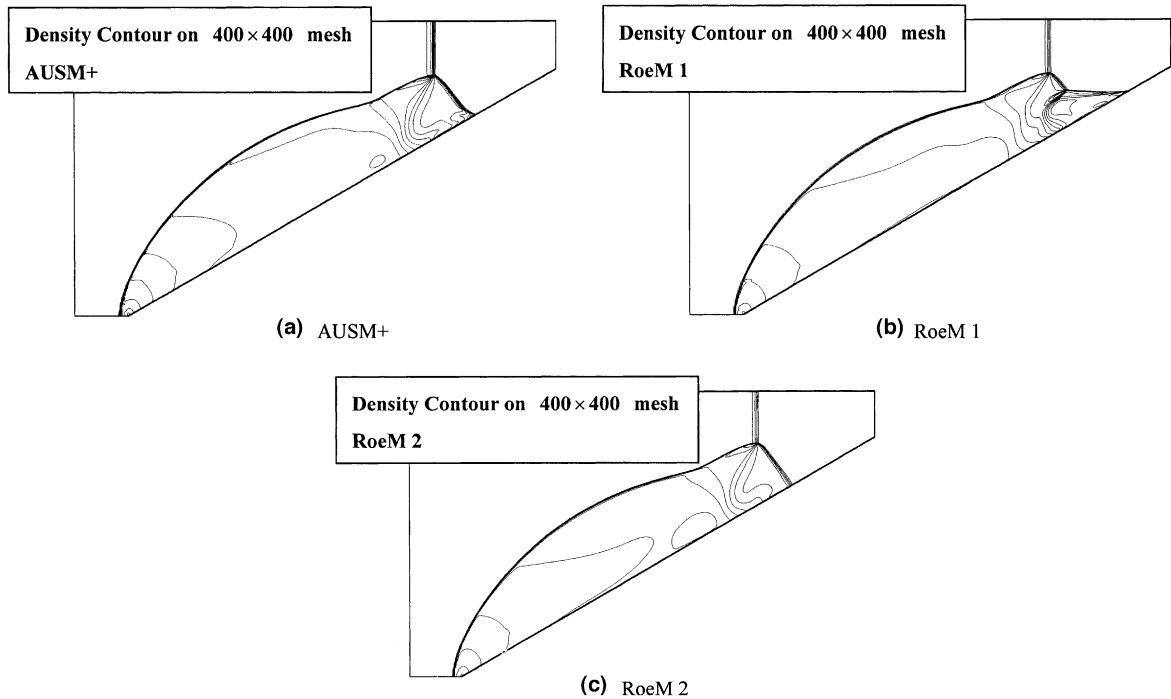 Density Contour on 400×400 mesh
AUSM+
Density Contour on 400×400 mesh
RoeM 1
(a) AUSM+
(b) RoeM 1
Density Contour on 400×400 mesh
RoeM 2
(c) RoeM 2